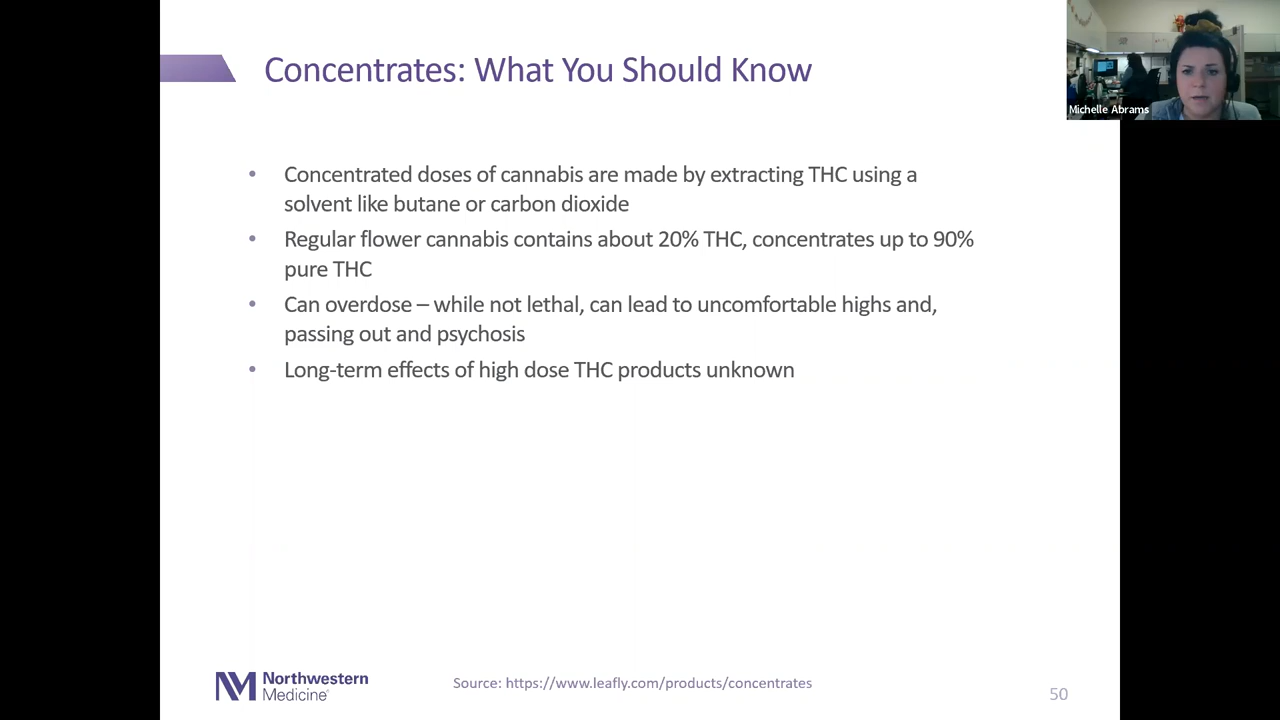 Concentrates: What You Should Know
Michelle Abrams
• Concentrated doses of cannabis are made by extracting THC using a
solvent like butane or carbon dioxide
• Regular flower cannabis contains about 20% THC, concentrates up to 90%
pure THC
• Can overdose – while not lethal, can lead to uncomfortable highs and,
passing out and psychosis
• Long-term effects of high dose THC products unknown
Northwestern
Medicine®
Source: https://www.leafly.com/products/concentrates
50